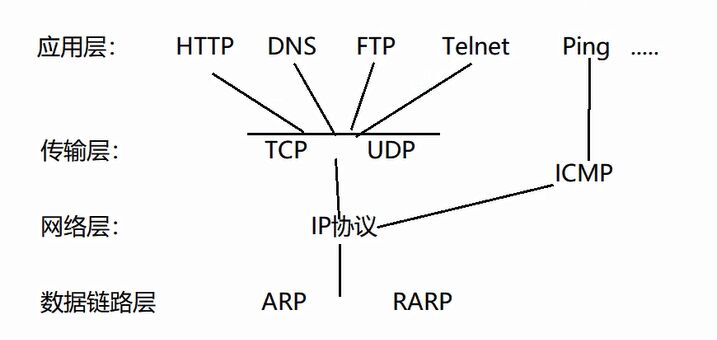 应用层： HTTP DNS FTP Telnet Ping .....
传输层： TCP UDP
ICMP
网络层： IP协议
数据链路层 ARP RARP